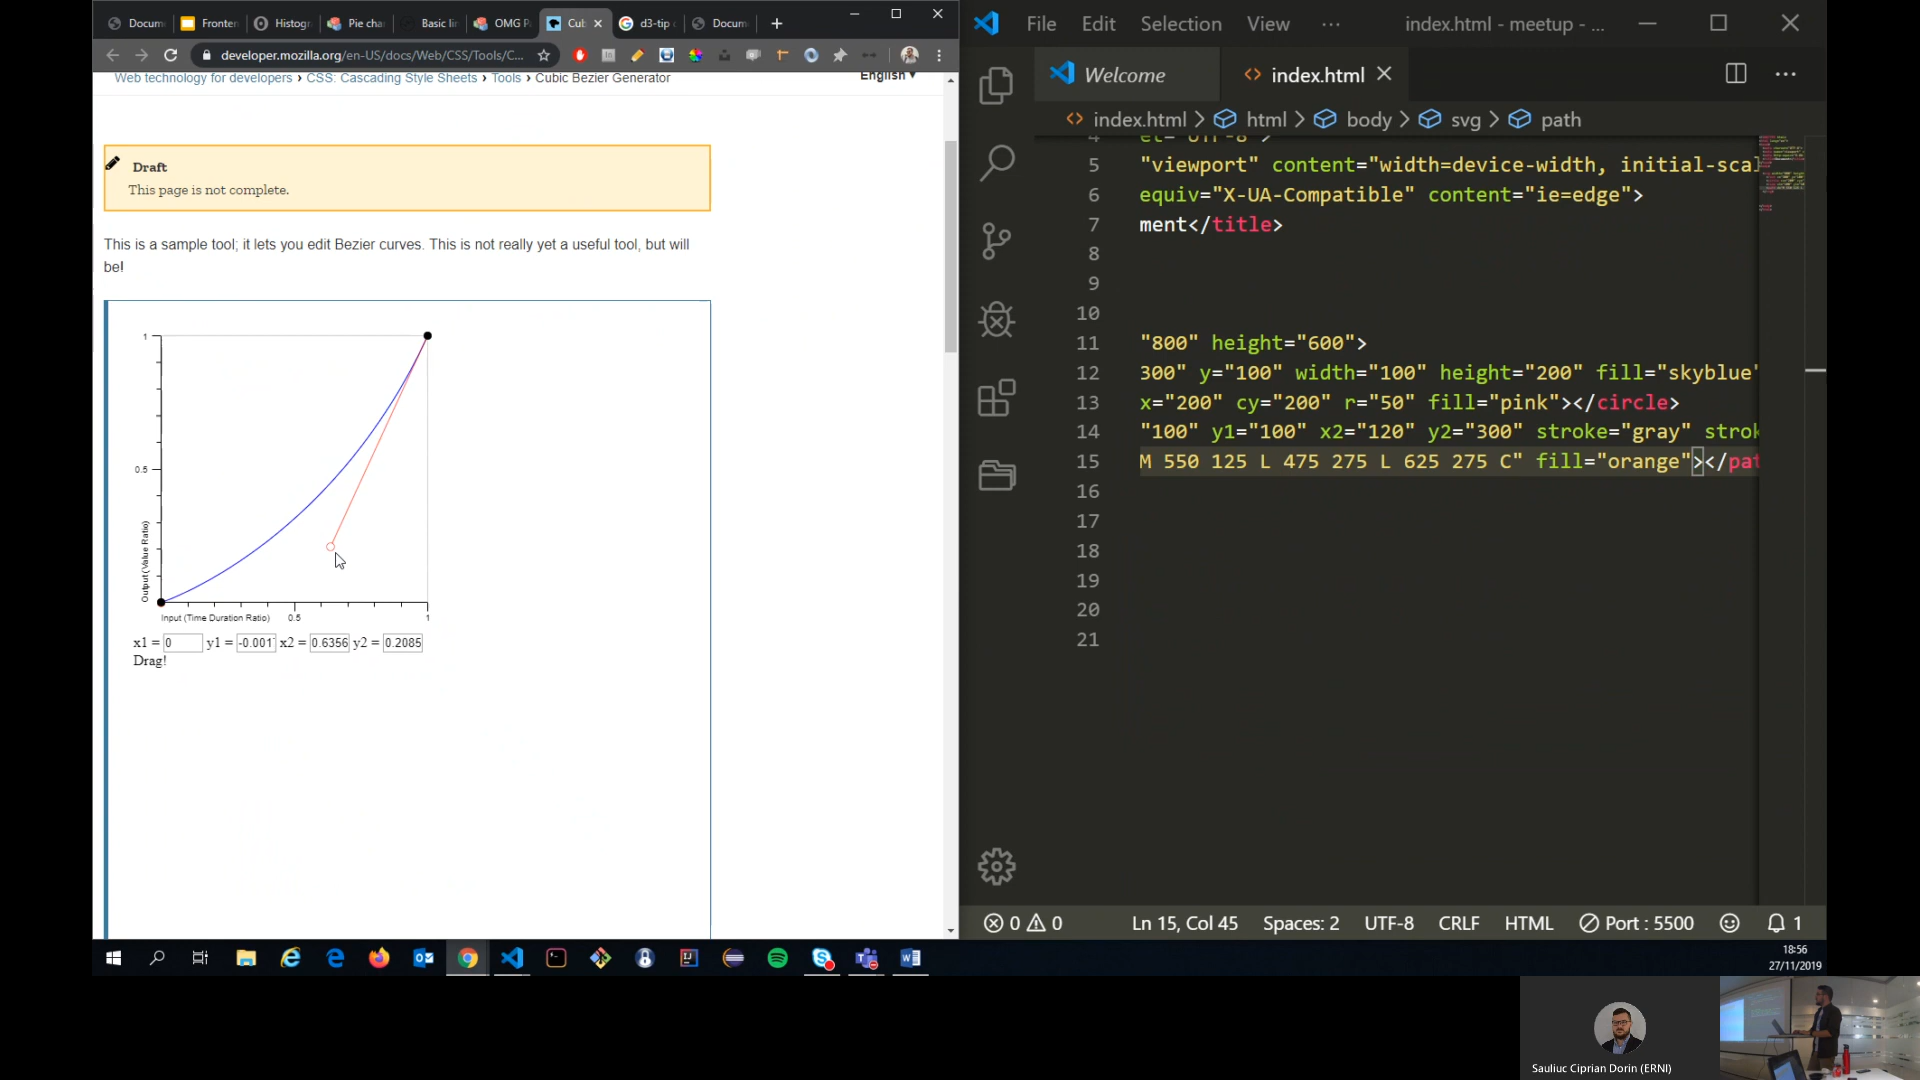 Docum
Fronten
Histogr
Pie cha
Basic lin
OMG P
Cub
d3-tip
Docum
developer.mozilla.org/en-US/docs/Web/CSS/Tools/C...
Web technology for developers › CSS: Cascading Style Sheets › Tools › Cubic Bezier Generator
English ▾
Draft
This page is not complete.
This is a sample tool; it lets you edit Bezier curves. This is not really yet a useful tool, but will
be!
1
0.5
Output (Value Ratio)
Input (Time Duration Ratio) 0.5 1
x1 = 0 y1 = -0.001 x2 = 0.6356 y2 = 0.2085
Drag!
File Edit Selection View ··· index.html - meetup - ...
Welcome
index.html
index.html > html > body > svg > path
4 et="UTF-8">
5 "viewport" content="width=device-width, initial-scal
6 equiv="X-UA-Compatible" content="ie=edge">
7 ment</title>
8
9
10
11 "800" height="600">
12 300" y="100" width="100" height="200" fill="skyblue"
13 x="200" cy="200" r="50" fill="pink"></circle>
14 "100" y1="100" x2="120" y2="300" stroke="gray" strok
15 M 550 125 L 475 275 L 625 275 C" fill="orange"></pat
16
17
18
19
20
21
0 0 Ln 15, Col 45 Spaces: 2 UTF-8 CRLF HTML Port : 5500 1
18:56
27/11/2019
Sauliuc Ciprian Dorin (ERNI)